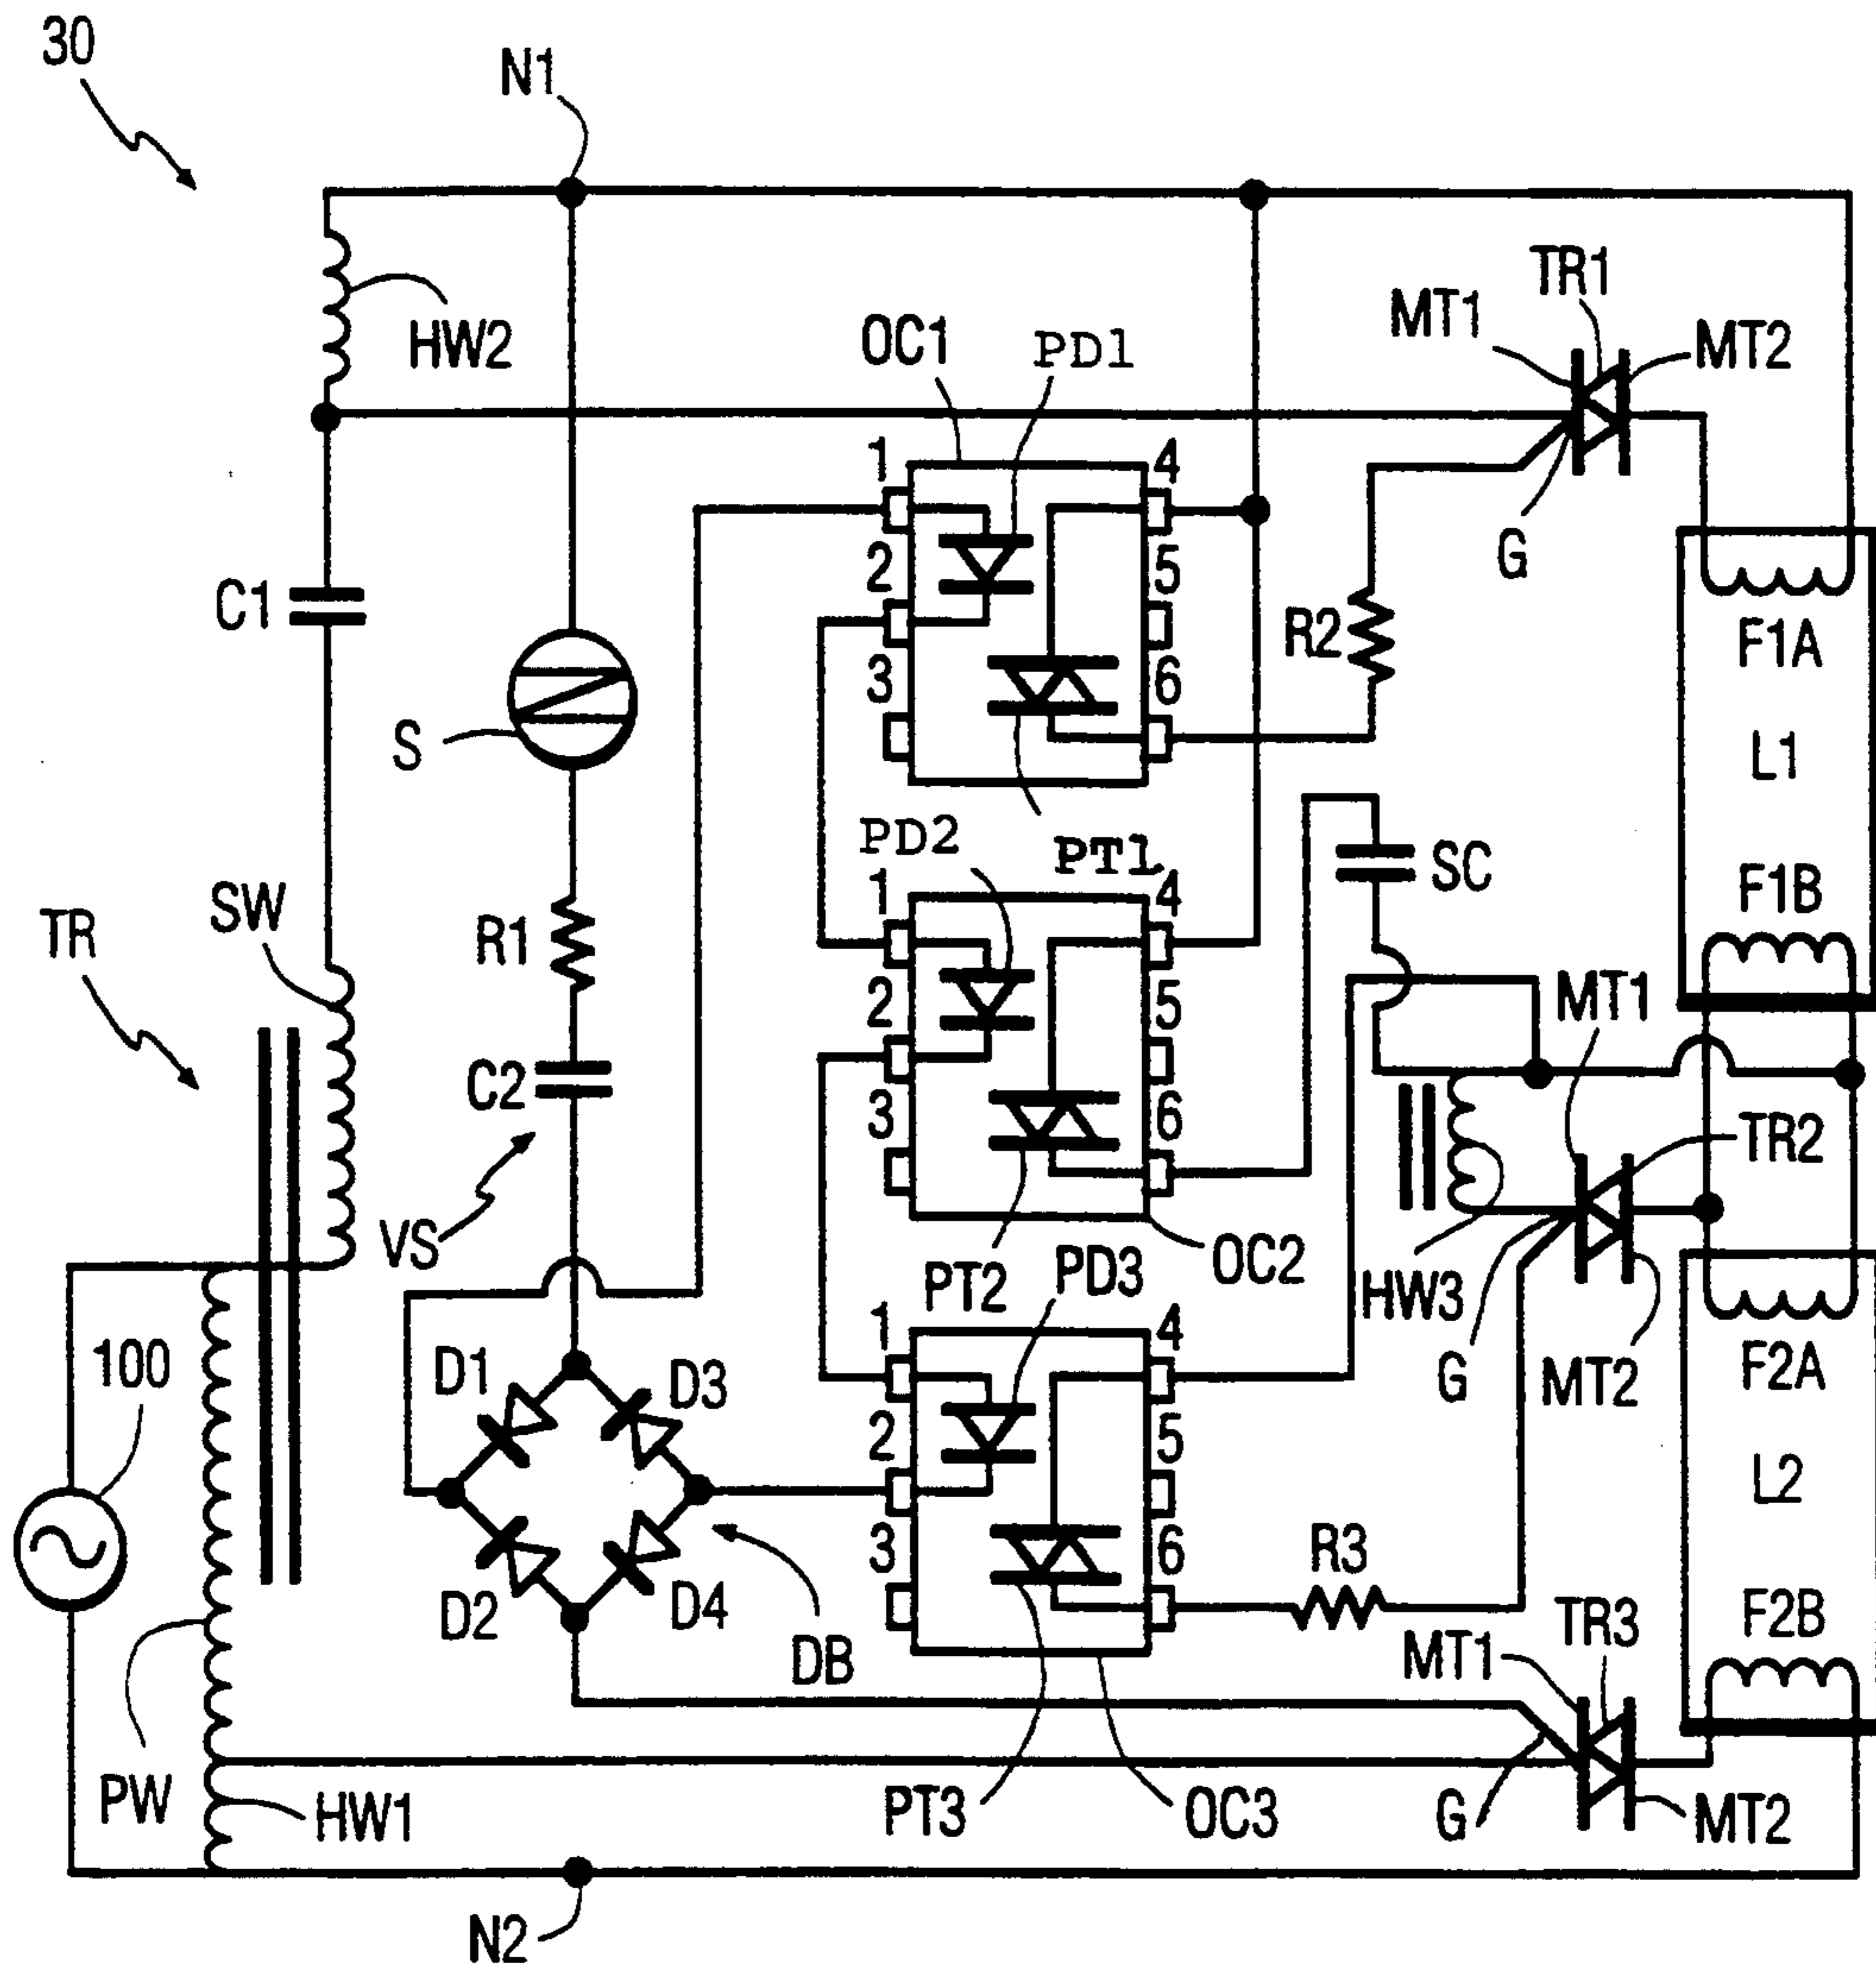 30
N1
HW2
OC1
PD1
MT1
TR1
MT2
1
4
2
5
3
6
G
C1
R2
F1A
L1
F1B
S
PD2
PT1
SC
TR
SW
R1
1
4
2
5
3
6
MT1
TR2
C2
VS
PT2
PD3
OC2
HW3
G
MT2
F2A
L2
F2B
100
D1
D3
1
4
2
5
3
6
D2
D4
DB
R3
MT1
TR3
PW
HW1
PT3
OC3
G
MT2
N2